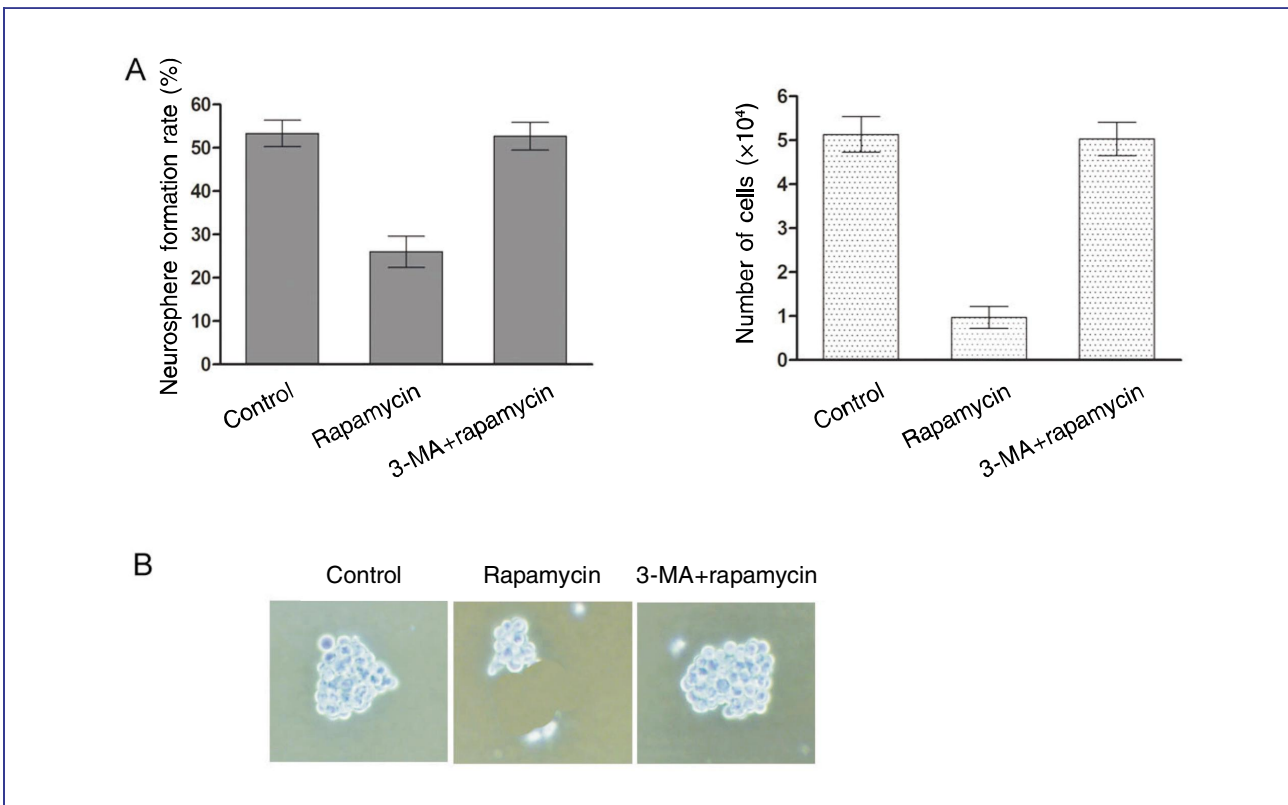 A
Neurosphere formation rate (%)
60
50
40
30
20
10
0
Control
Rapamycin
3-MA+rapamycin
Number of cells (×10⁴)
6
5
4
3
2
1
0
Control
Rapamycin
3-MA+rapamycin
B
Control Rapamycin 3-MA+rapamycin